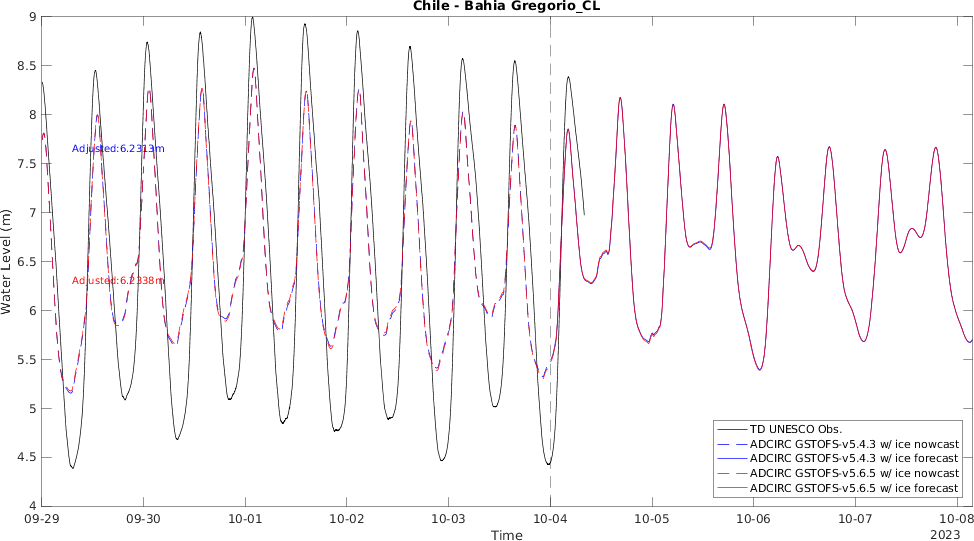 Chile - Bahia Gregorio_CL
9
8.5
8
7.5
7
6.5
6
5.5
5
4.5
4
Water Level (m)
Adjusted:6.2313m
Adjusted:6.2338m
TD UNESCO Obs.
ADCIRC GSTOFS-v5.4.3 w/ ice nowcast
ADCIRC GSTOFS-v5.4.3 w/ ice forecast
ADCIRC GSTOFS-v5.6.5 w/ ice nowcast
ADCIRC GSTOFS-v5.6.5 w/ ice forecast
09-29 09-30 10-01 10-02 10-03 10-04 10-05 10-06 10-07 10-08
Time
2023